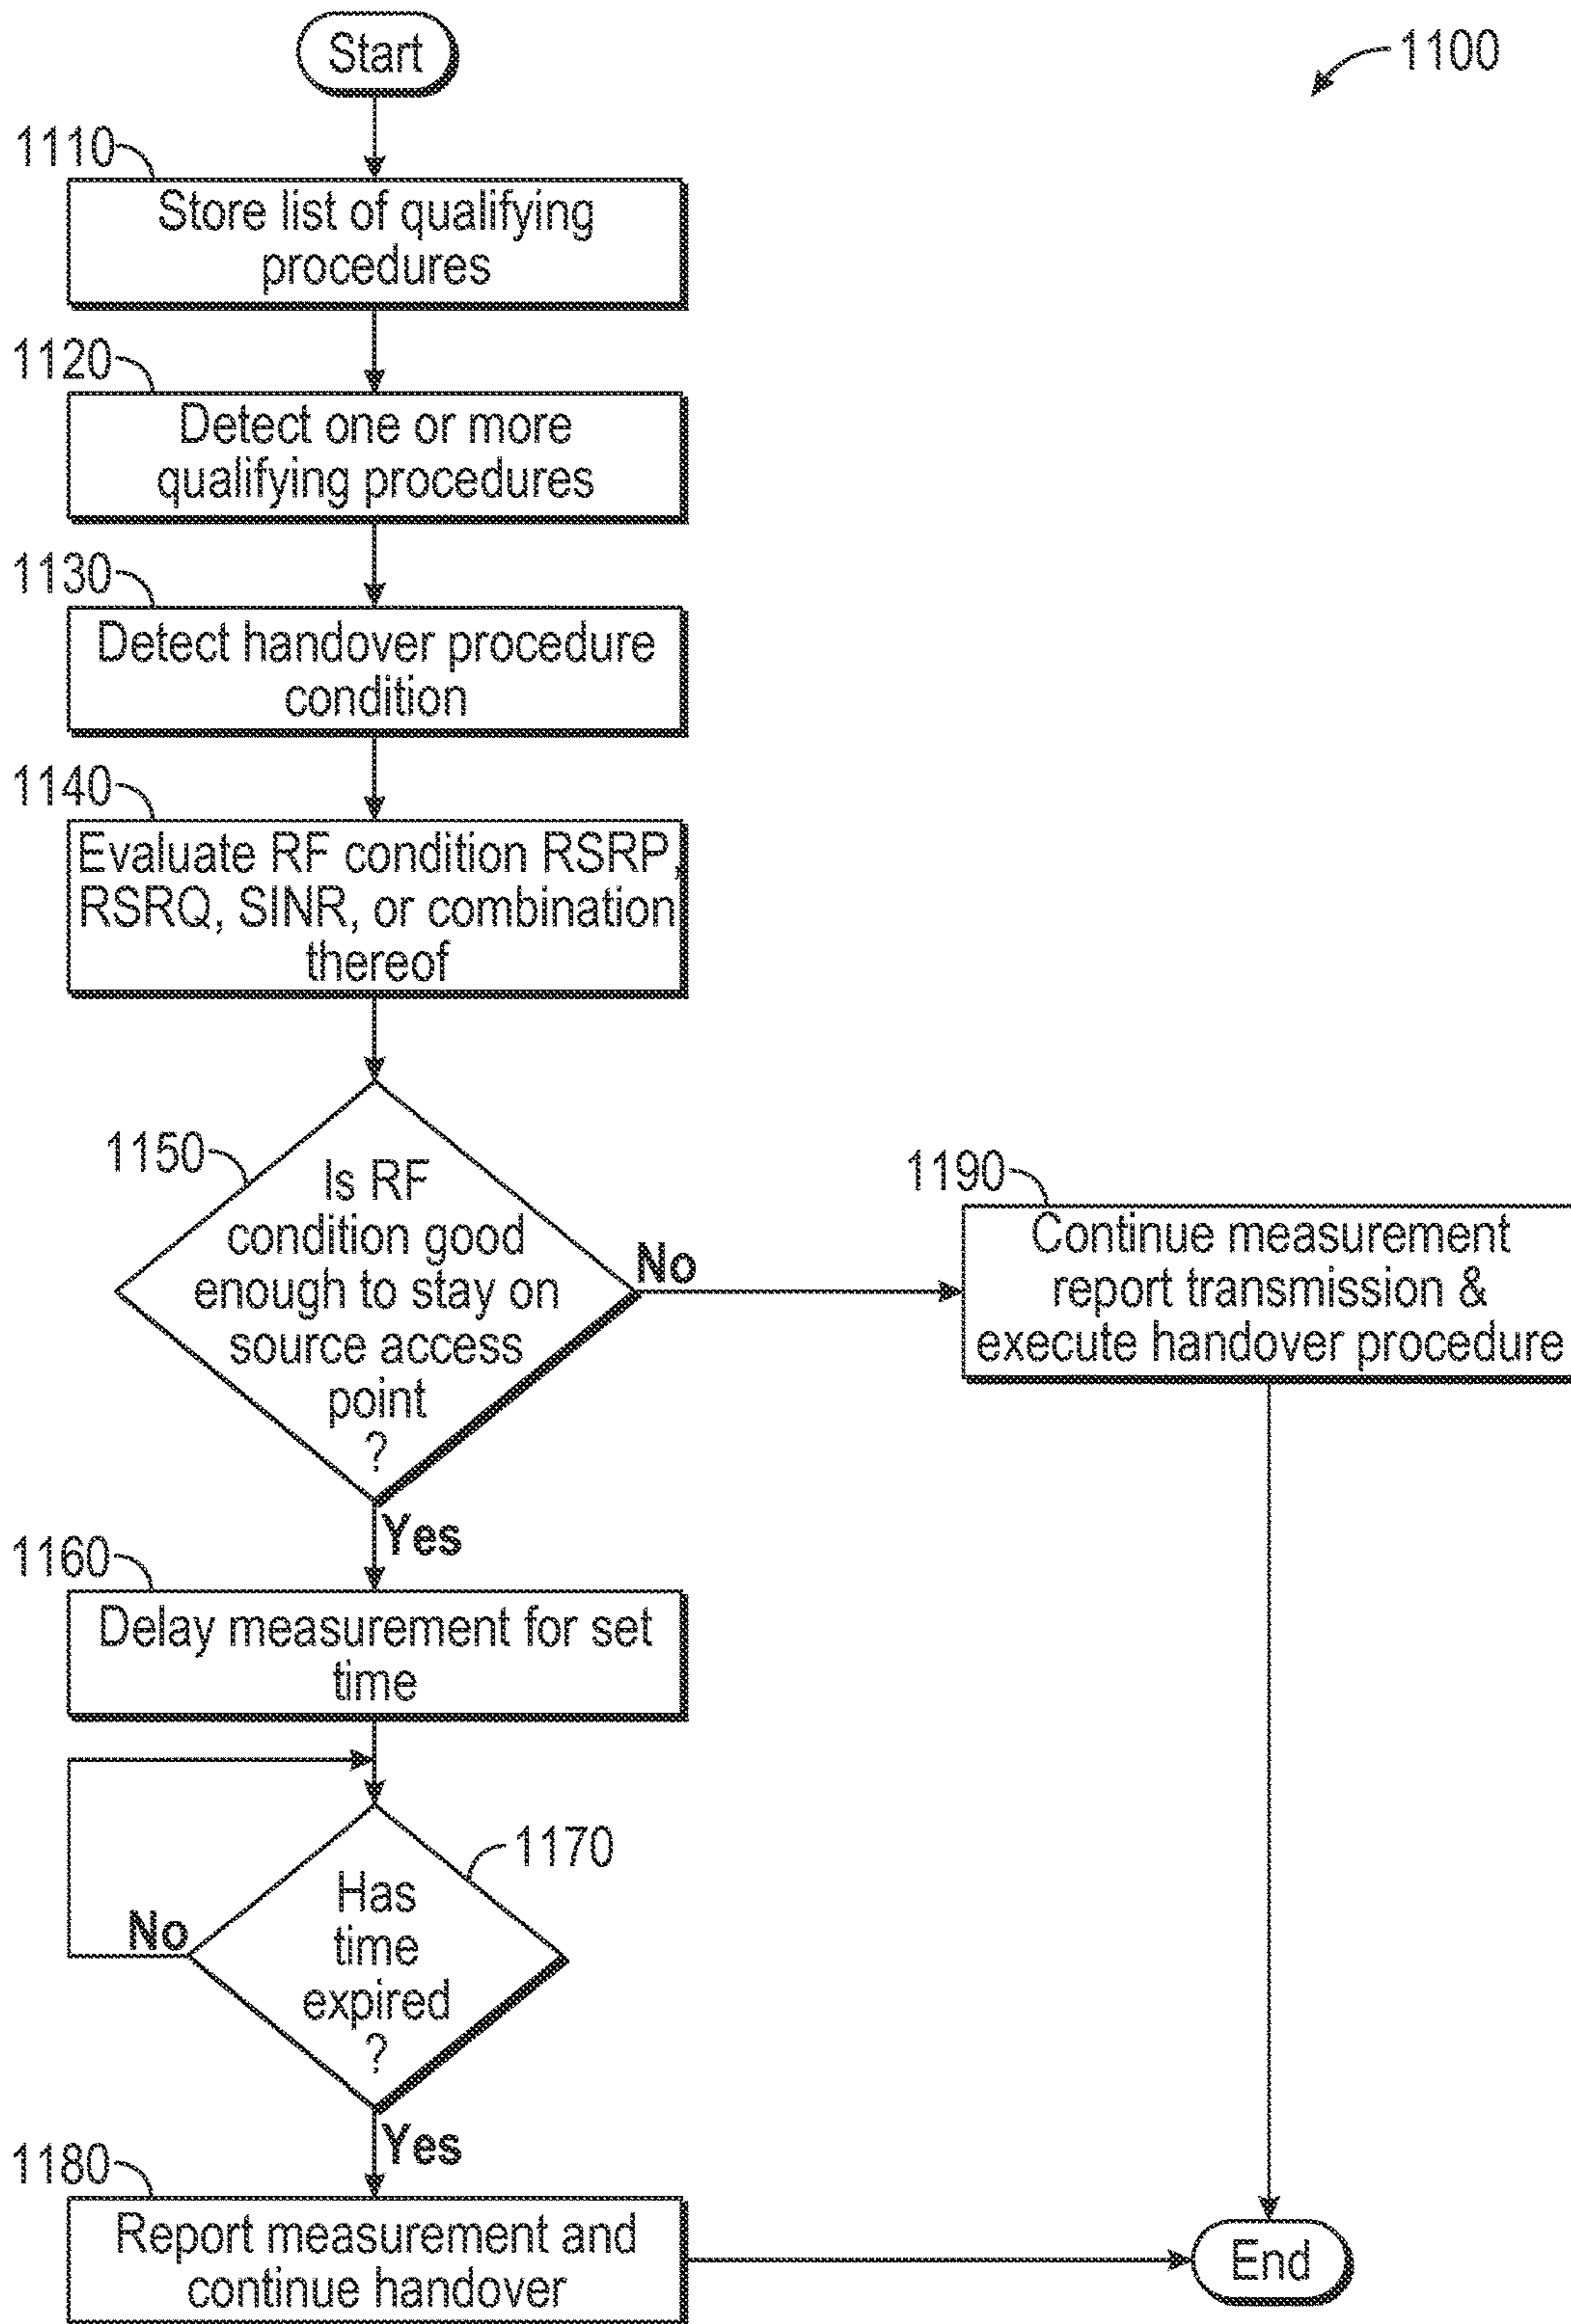 Start
1100
1110
Store list of qualifying
procedures
1120
Detect one or more
qualifying procedures
1130
Detect handover procedure
condition
1140
Evaluate RF condition RSRP,
RSRQ, SINR, or combination
thereof
1150
Is RF
condition good
enough to stay on
source access
point
?
No
1190
Continue measurement
report transmission &
execute handover procedure
Yes
1160
Delay measurement for set
time
1170
Has
time
expired
?
No
Yes
1180
Report measurement and
continue handover
End